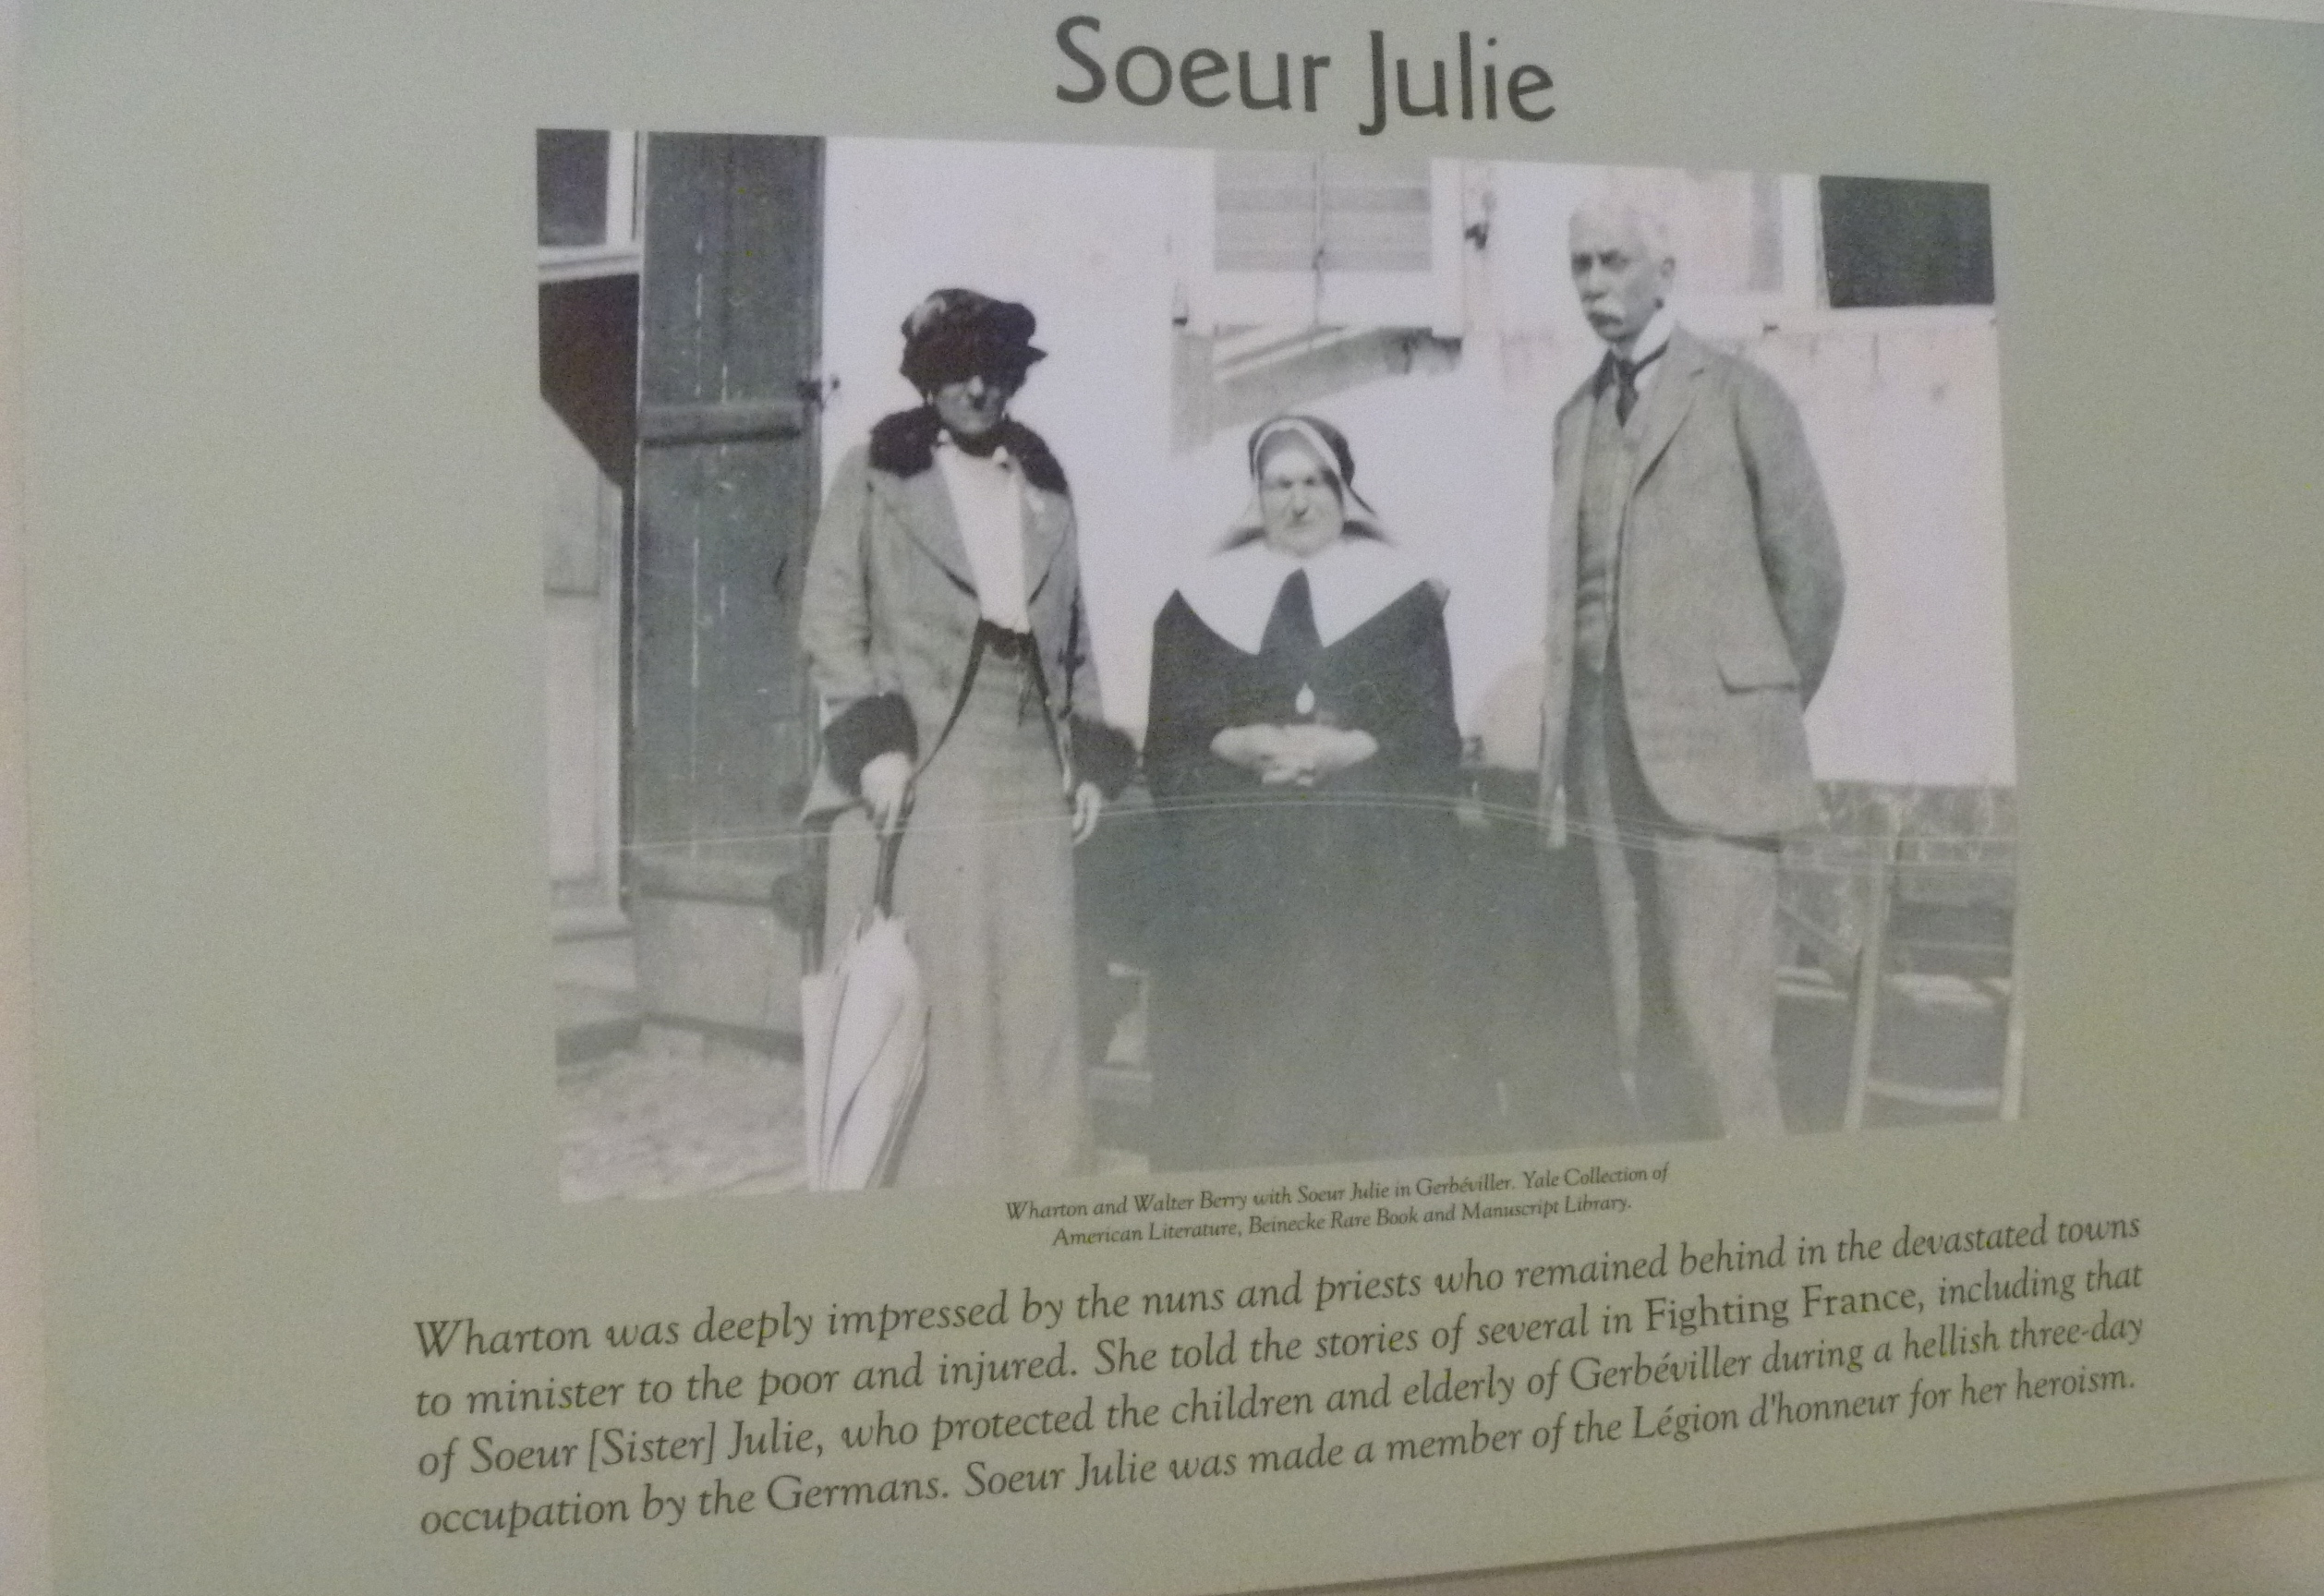 Soeur Julie
Wharton and Walter Berry with Soeur Julie in Gerbéviller. Yale Collection of
American Literature, Beinecke Rare Book and Manuscript Library.
Wharton was deeply impressed by the nuns and priests who remained behind in the devastated towns
to minister to the poor and injured. She told the stories of several in Fighting France, including that
of Soeur [Sister] Julie, who protected the children and elderly of Gerbéviller during a hellish three-day
occupation by the Germans. Soeur Julie was made a member of the Légion d'honneur for her heroism.